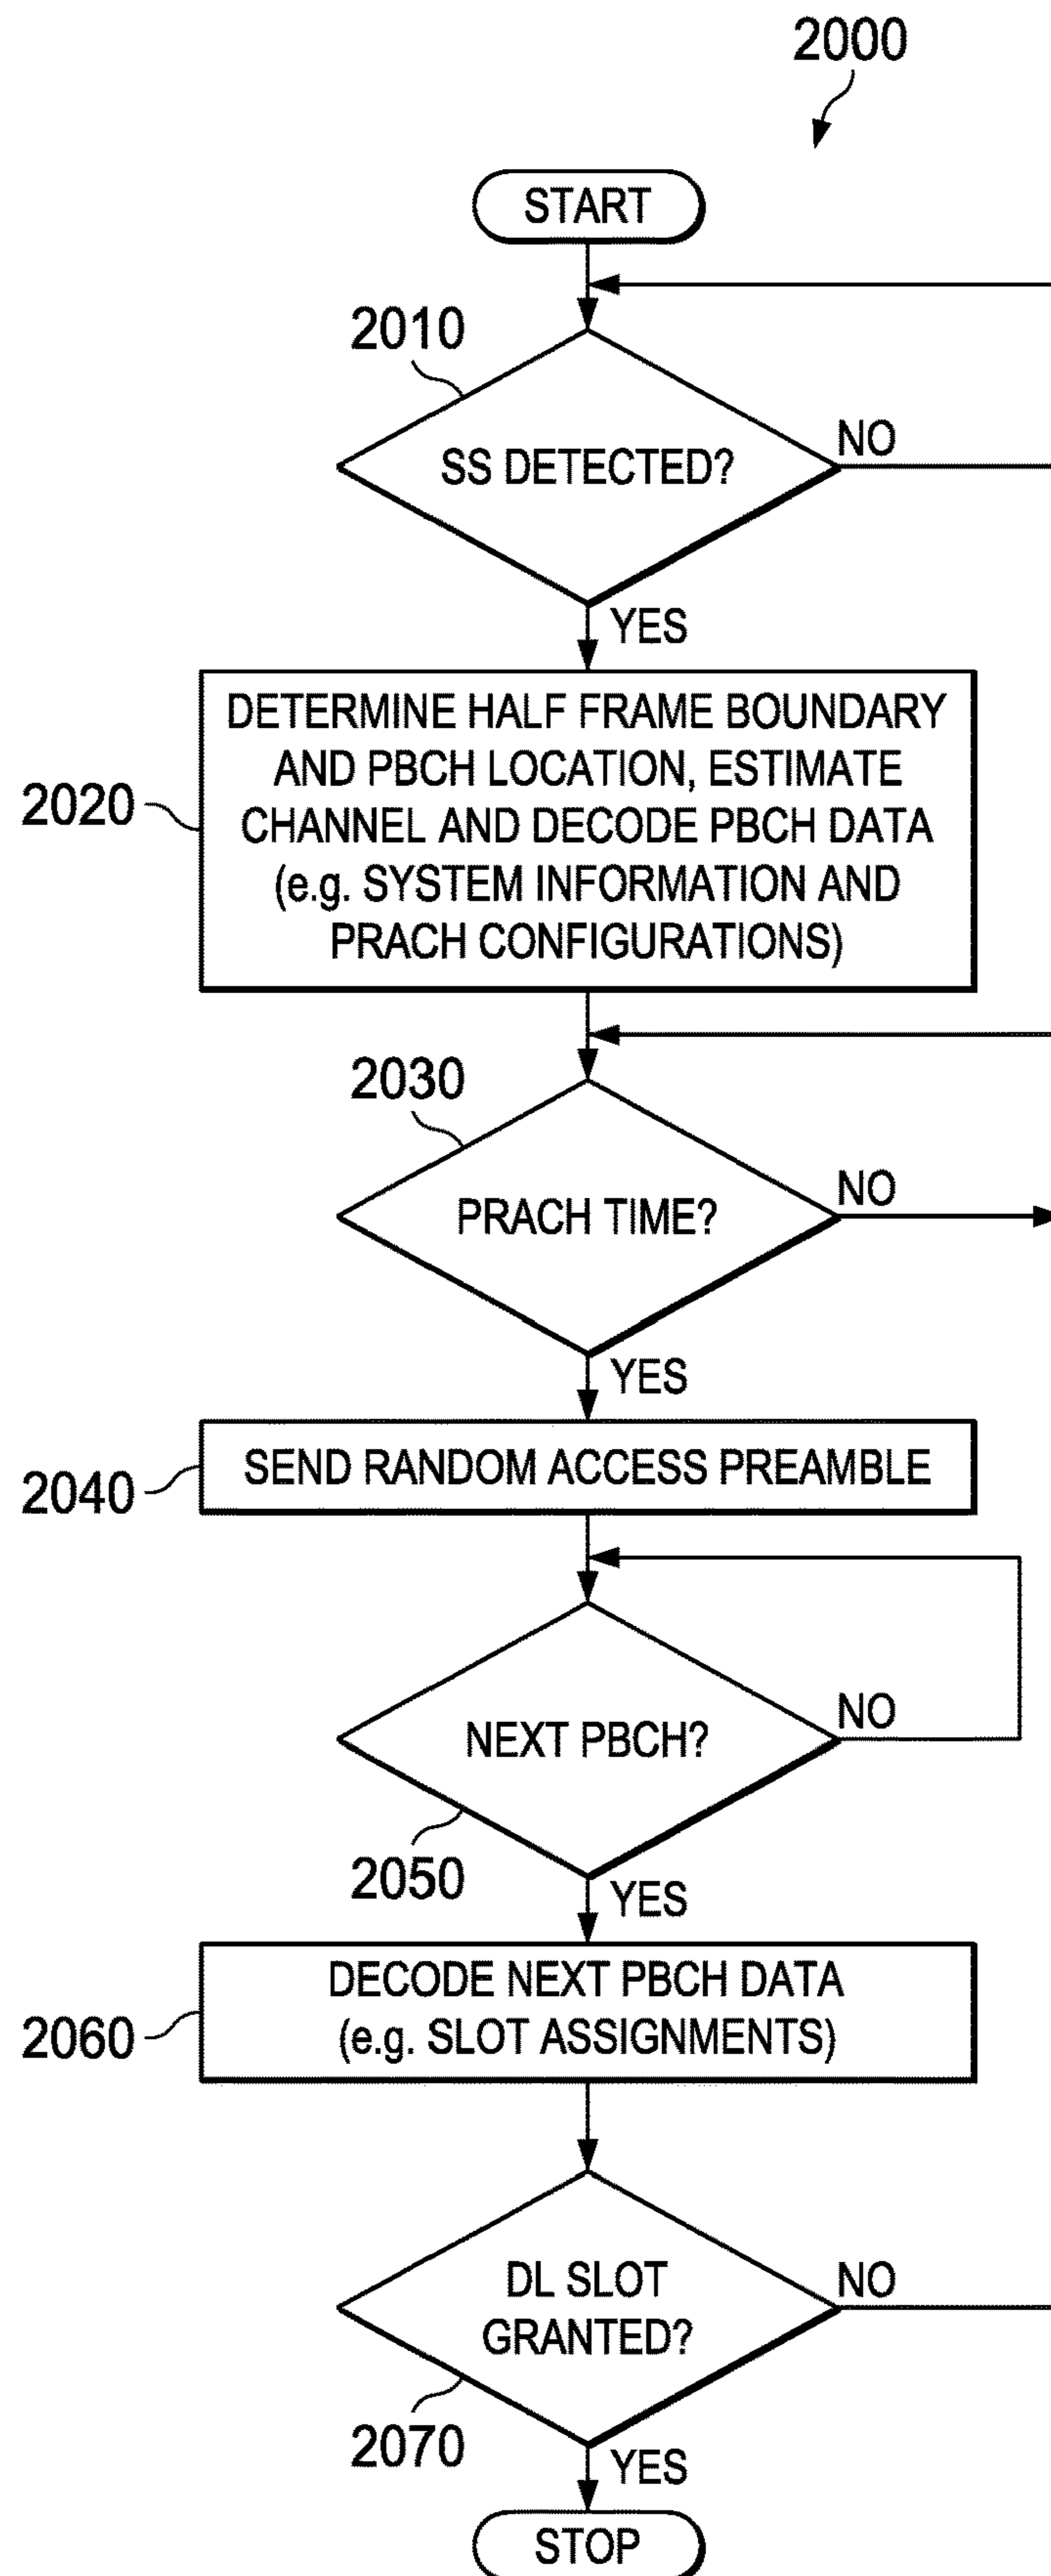 2000
START
2010
SS DETECTED?
NO
YES
2020
DETERMINE HALF FRAME BOUNDARY
AND PBCH LOCATION, ESTIMATE
CHANNEL AND DECODE PBCH DATA
(e.g. SYSTEM INFORMATION AND
PRACH CONFIGURATIONS)
2030
PRACH TIME?
NO
YES
2040
SEND RANDOM ACCESS PREAMBLE
NEXT PBCH?
NO
2050
YES
2060
DECODE NEXT PBCH DATA
(e.g. SLOT ASSIGNMENTS)
DL SLOT
GRANTED?
NO
2070
YES
STOP